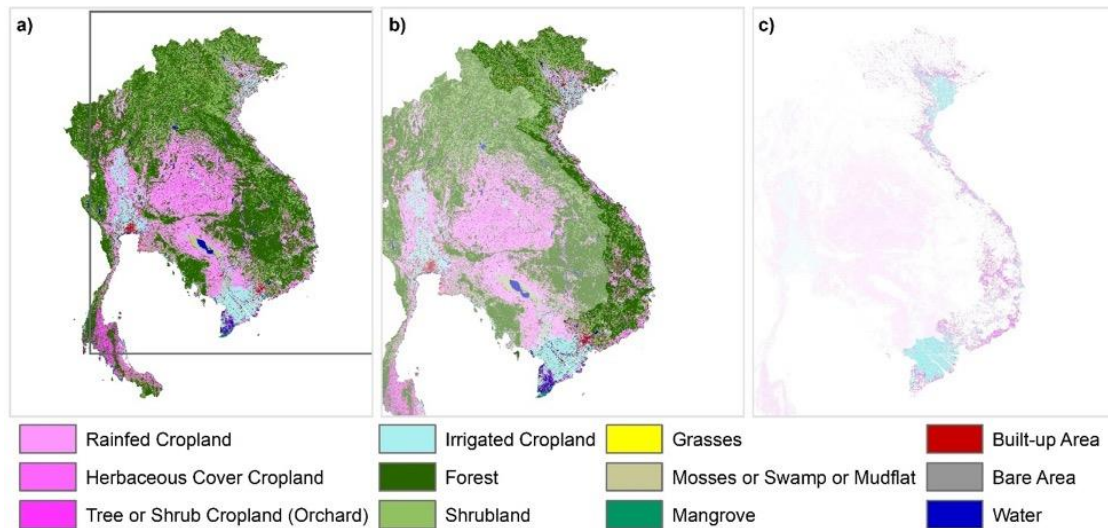 a)
b)
c)
Rainfed Cropland
Irrigated Cropland
Grasses
Built-up Area
Herbaceous Cover Cropland
Forest
Mosses or Swamp or Mudflat
Bare Area
Tree or Shrub Cropland (Orchard)
Shrubland
Mangrove
Water